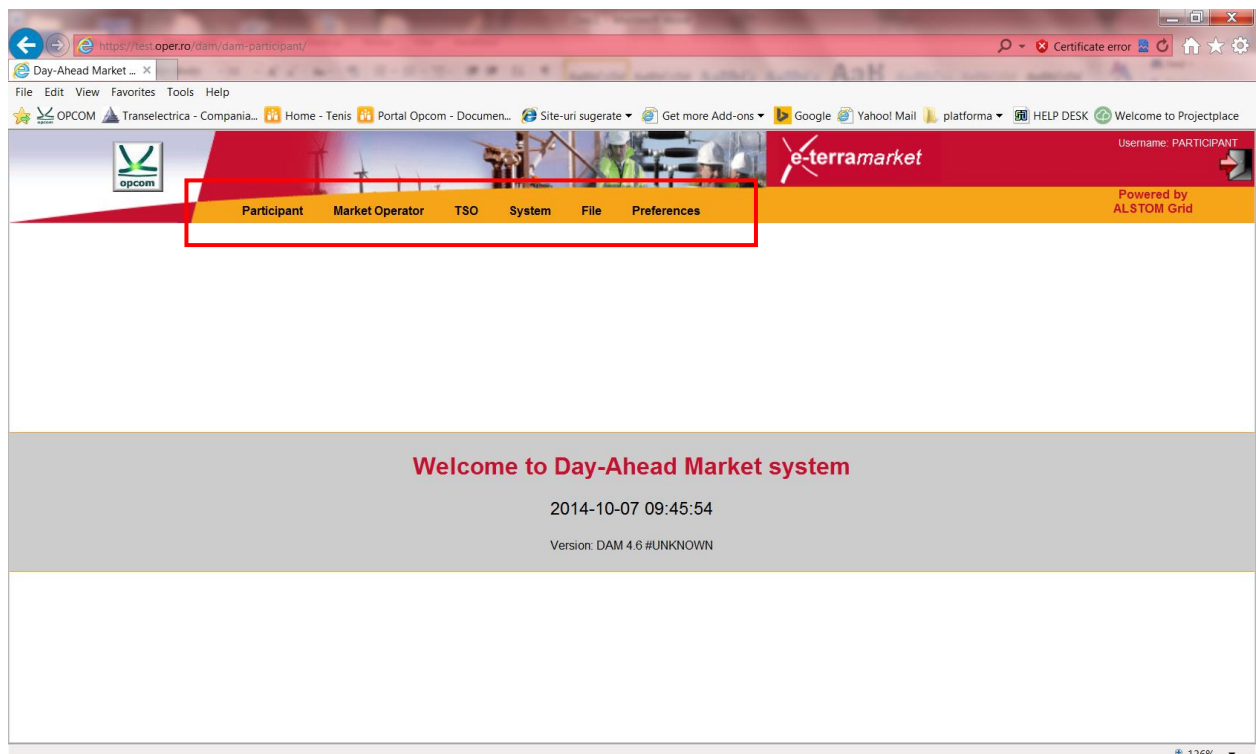 https://test.oper.ro/dam/dam-participant/
Certificate error
Day-Ahead Market ...
File Edit View Favorites Tools Help
OPCOM Transelectrica - Compania... Home - Tenis Portal Opcom - Documen... Site-uri sugerate Get more Add-ons Google Yahoo! Mail platforma HELP DESK Welcome to Projectplace
opcom
e-terramarket
Username: PARTICIPANT
Powered by
ALSTOM Grid
Participant Market Operator TSO System File Preferences
Welcome to Day-Ahead Market system
2014-10-07 09:45:54
Version: DAM 4.6 #UNKNOWN